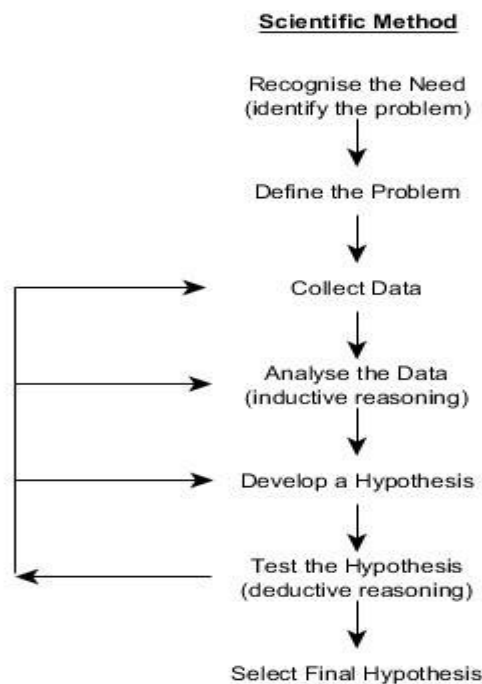 Scientific Method
Recognise the Need
(identify the problem)
Define the Problem
Collect Data
Analyse the Data
(inductive reasoning)
Develop a Hypothesis
Test the Hypothesis
(deductive reasoning)
Select Final Hypothesis